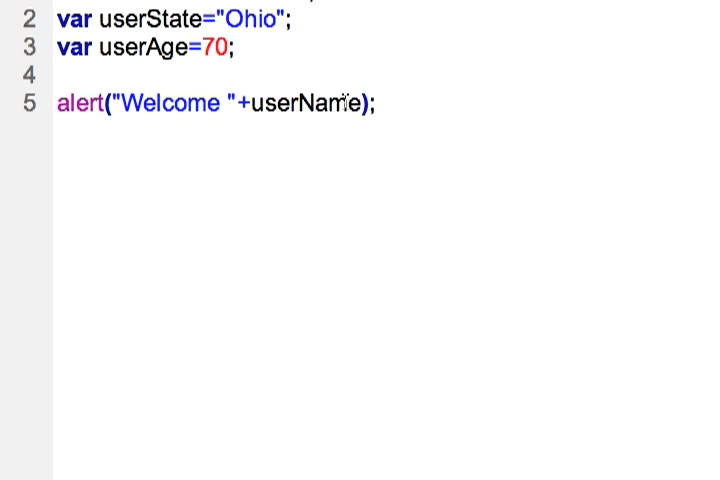 2 var userState="Ohio";
3 var userAge=70;
4
5 alert("Welcome "+userName);